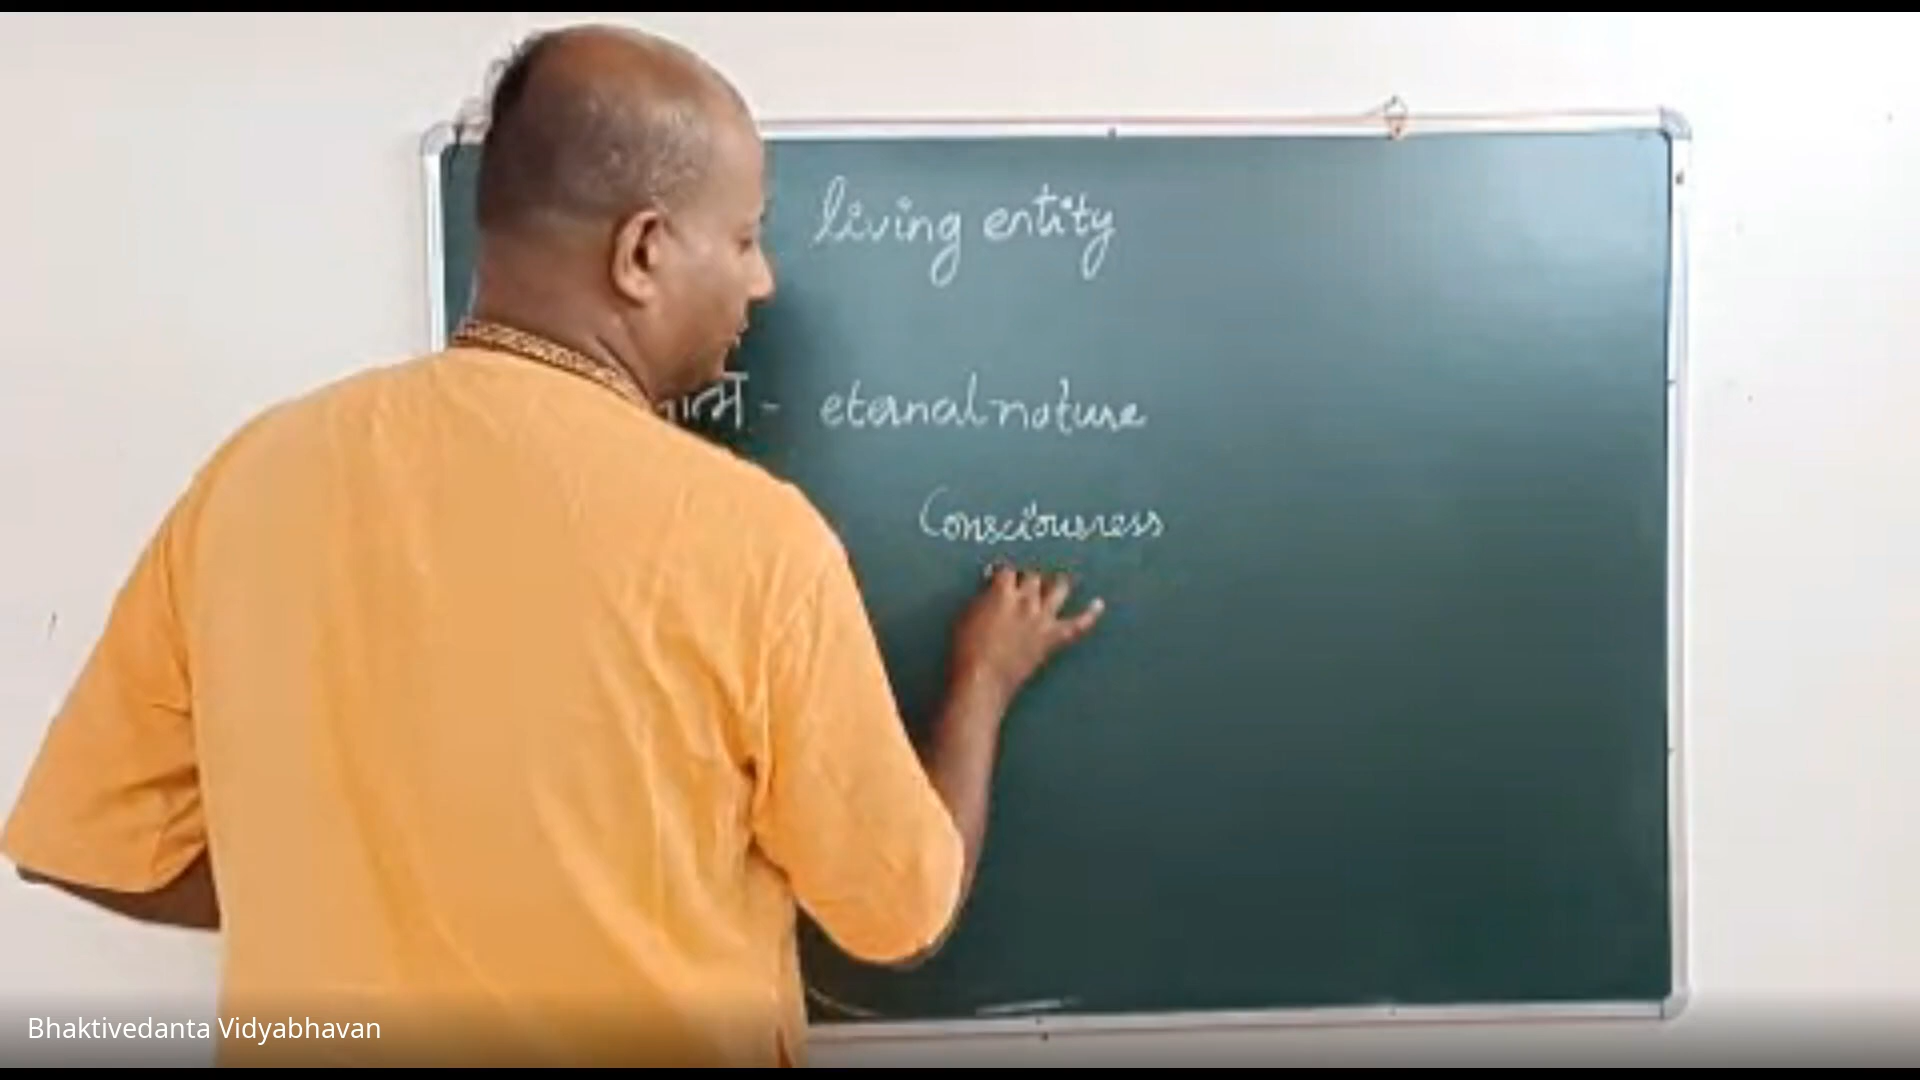 living entity
- eternal nature
Consciousness
Bhaktivedanta Vidyabhavan